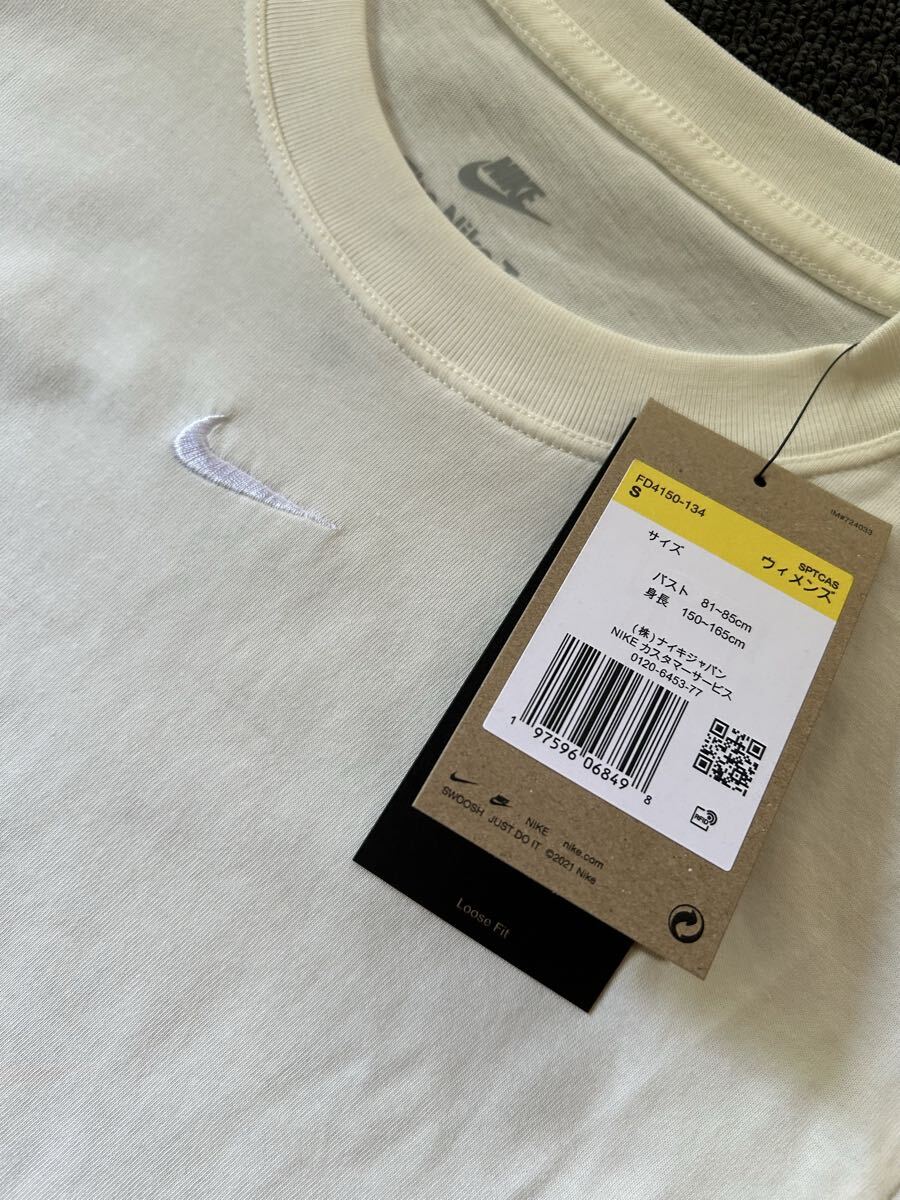 NIKE
Nike
FD4150-134
S
1M#724033
SPTCAS
サイズ
ウィメンズ
バスト 81~85cm
身長 150~165cm
(株)ナイキジャパン
NIKE カスタマーサービス
0120-6453-77
1 97596 06849 8
RFID
NIKE nike.com
SWOOSH JUST DO IT ©2021 Nike
Loose Fit